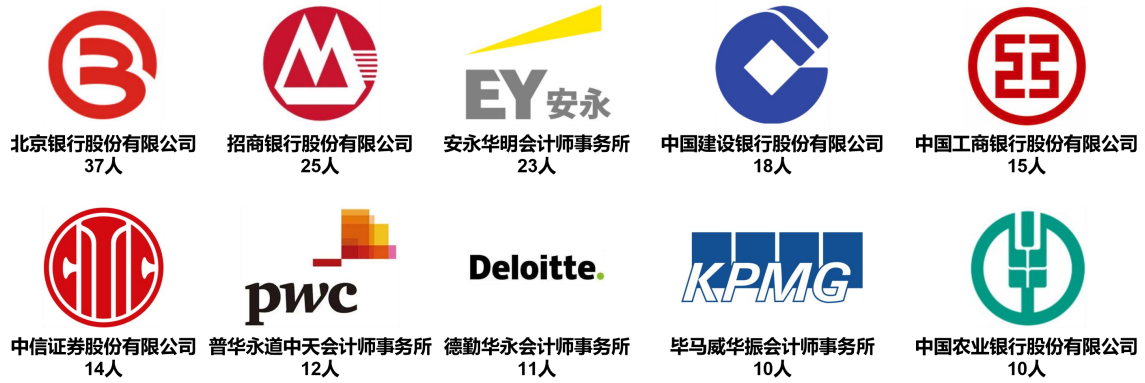 EY安永
北京银行股份有限公司
37人
招商银行股份有限公司
25人
安永华明会计师事务所
23人
中国建设银行股份有限公司
18人
中国工商银行股份有限公司
15人
CITIC
中信证券股份有限公司
14人
pwc
普华永道中天会计师事务所
12人
Deloitte.
德勤华永会计师事务所
11人
KPMG
毕马威华振会计师事务所
10人
中国农业银行股份有限公司
10人